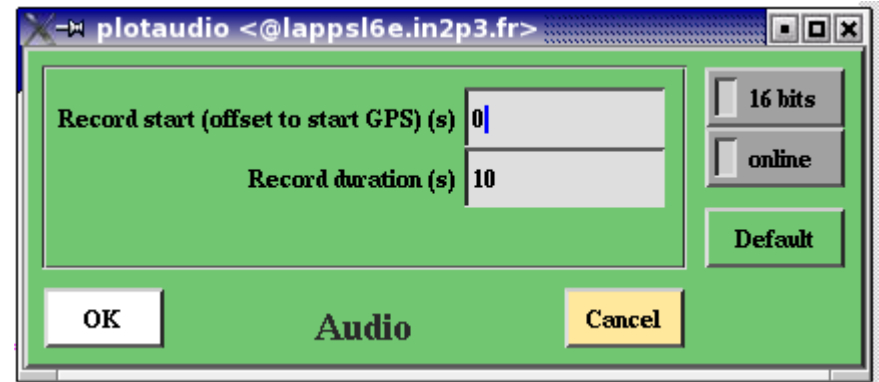 plotaudio <@lappsl6e.in2p3.fr>
Record start (offset to start GPS) (s) 0
16 bits
Record duration (s) 10
online
Default
OK
Audio
Cancel